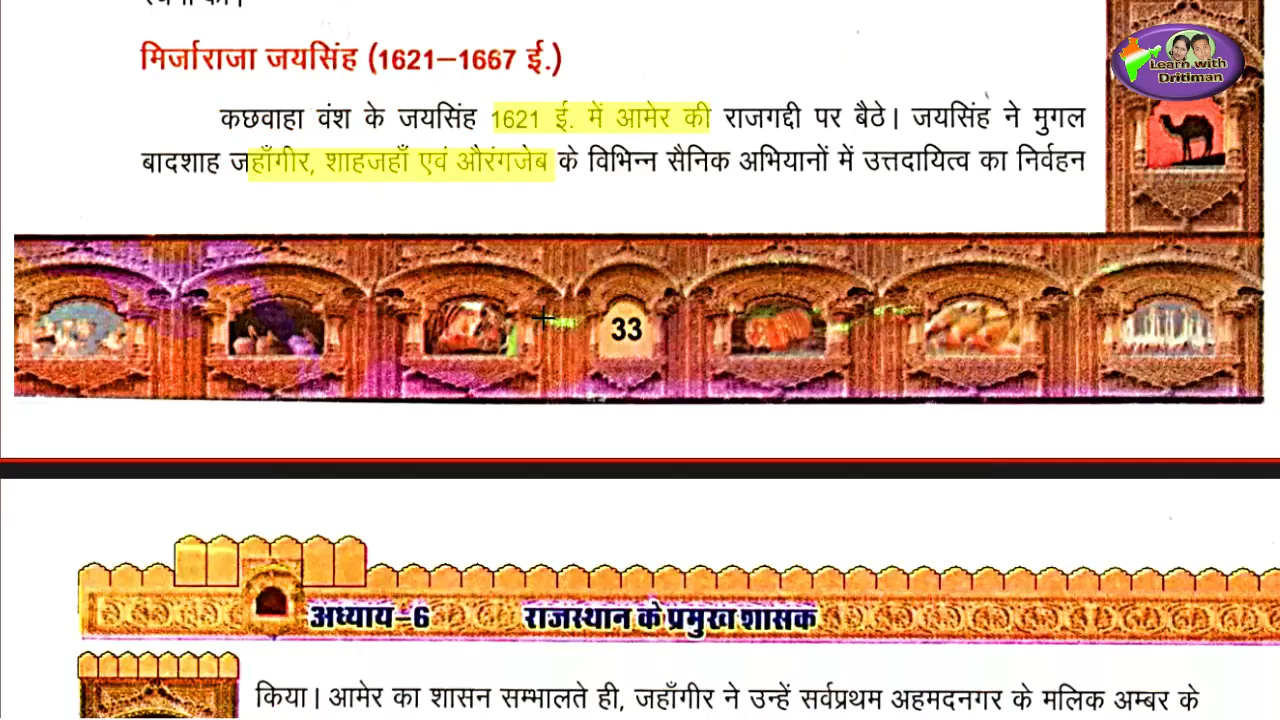 मिर्जाराजा जयसिंह (1621–1667 ई.)
Learn with
Dritiman
कछवाहा वंश के जयसिंह 1621 ई. में आमेर की राजगद्दी पर बैठे। जयसिंह ने मुगल
बादशाह जहाँगीर, शाहजहाँ एवं औरंगजेब के विभिन्न सैनिक अभियानों में उत्तदायित्व का निर्वहन
33
अध्याय–6 राजस्थान के प्रमुख शासक
किया। आमेर का शासन सम्भालते ही, जहाँगीर ने उन्हें सर्वप्रथम अहमदनगर के मलिक अम्बर के